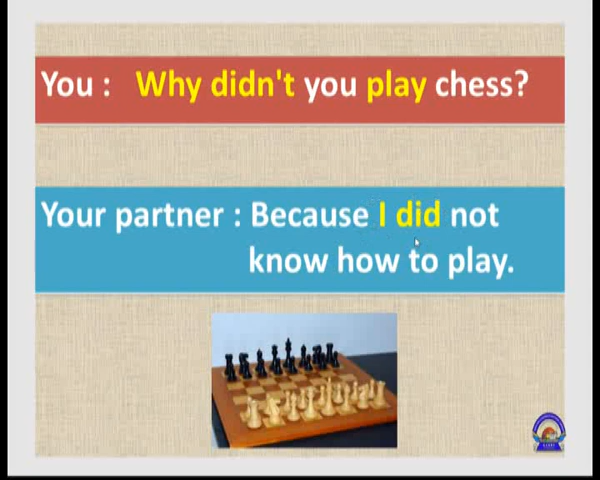 You : Why didn't you play chess?
Your partner : Because I did not
know how to play.